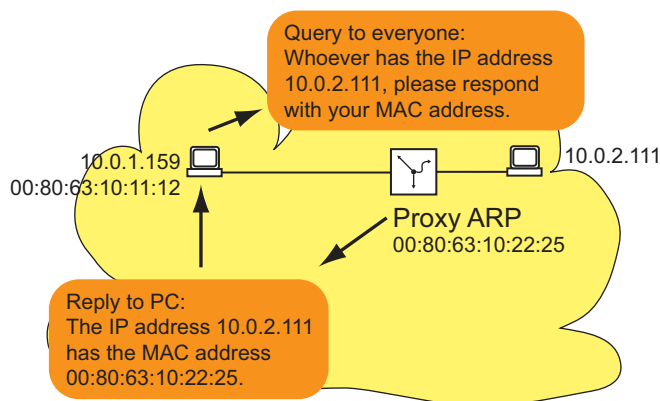 Query to everyone:
Whoever has the IP address
10.0.2.111, please respond
with your MAC address.
10.0.1.159
00:80:63:10:11:12
10.0.2.111
Proxy ARP
00:80:63:10:22:25
Reply to PC:
The IP address 10.0.2.111
has the MAC address
00:80:63:10:22:25.